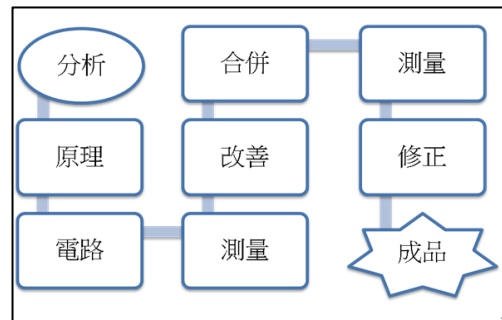 分析
原理
電路
測量
改善
合併
測量
修正
成品